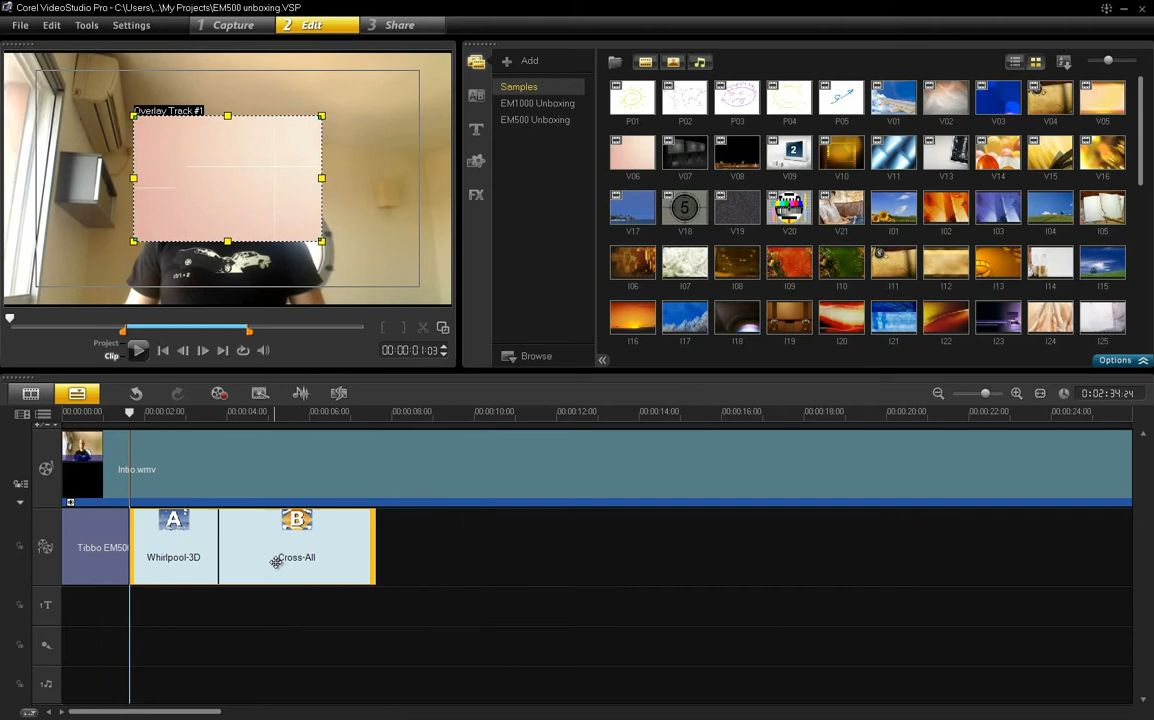 Corel VideoStudio Pro - C:\Users\...\My Projects\EM500 unboxing.VSP
File Edit Tools Settings
1 Capture
2 Edit
3 Share
Overlay Track #1
Add
Samples
EM1000 Unboxing
EM500 Unboxing
Browse
P01 P02 P03 P04 P05 V01 V02 V03 V04 V05
V06 V07 V08 V09 V10 V11 V13 V14 V15 V16
V17 V18 V19 V20 V21 I01 I02 I03 I04 I05
I06 I07 I08 I09 I10 I11 I12 I13 I14 I15
I16 I17 I18 I19 I20 I21 I22 I23 I24 I25
2
5
ctrl + z
Project
Clip
00:00:01:03
Options
0:02:34:24
00:00:00:00 00:00:02:00 00:00:04:00 00:00:06:00 00:00:08:00 00:00:10:00 00:00:12:00 00:00:14:00 00:00:16:00 00:00:18:00 00:00:20:00 00:00:22:00 00:00:24:00
Intro.wmv
A
B
Tibbo EM500
Whirlpool-3D
Cross-All
1T
1♫